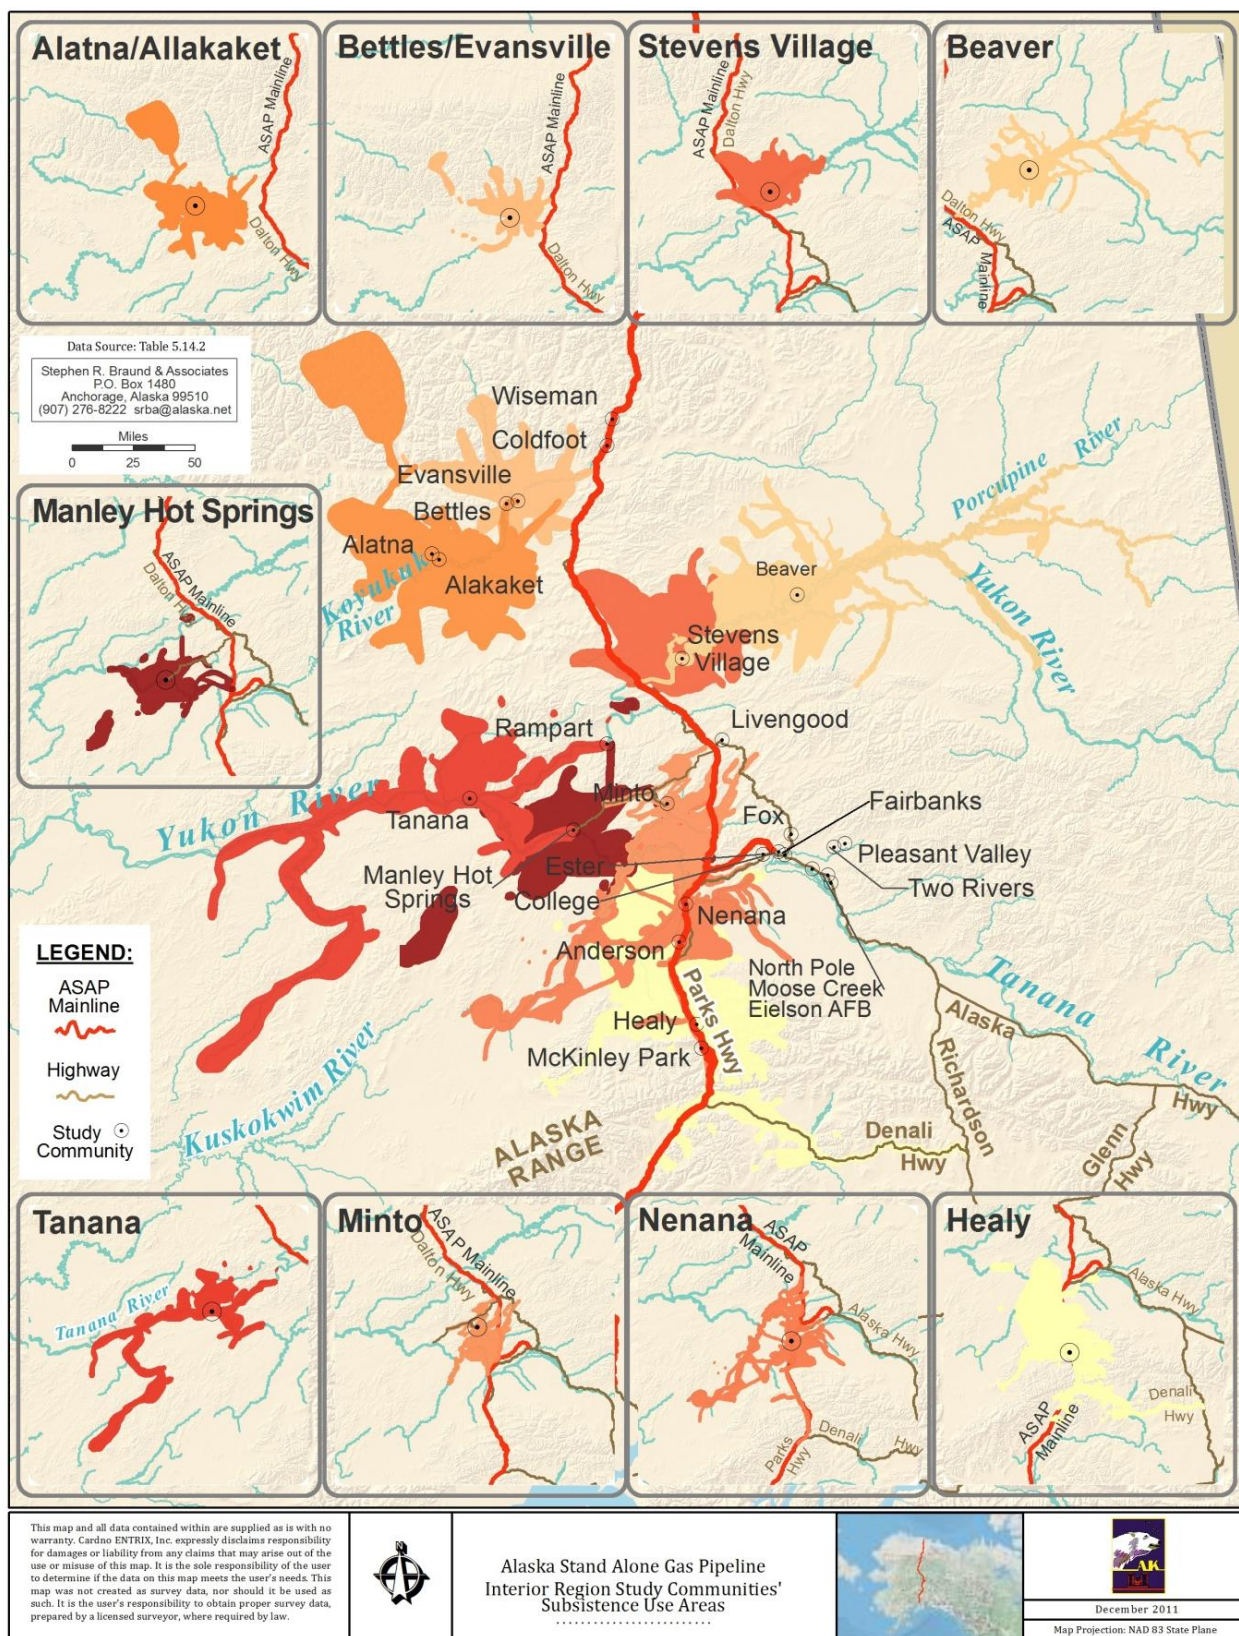 Alatna/Allakaket
ASAP Mainline
Dalton Hwy
Bettles/Evansville
ASAP Mainline
Dalton Hwy
Stevens Village
ASAP Mainline
Dalton Hwy
Beaver
Dalton Hwy
ASAP
Mainline
Data Source: Table 5.14.2
Stephen R. Braund & Associates
P.O. Box 1480
Anchorage, Alaska 99510
(907) 276-8222 srba@alaska.net
Miles
0 25 50
Manley Hot Springs
ASAP Mainline
Dalton Hwy
Wiseman
Coldfoot
Evansville
Bettles
Alatna
Alakaket
Koyukuk
River
Porcupine River
Beaver
Yukon River
Stevens
Village
Rampart
Livengood
Yukon River
Tanana
Minto
Fox
Fairbanks
Manley Hot
Springs
Ester
College
Pleasant Valley
Two Rivers
Nenana
Anderson
North Pole
Moose Creek
Eielson AFB
Tanana
River
Parks Hwy
Healy
McKinley Park
Alaska
Hwy
Richardson
Kuskokwim River
ALASKA
RANGE
Denali
Hwy
Glenn
Hwy
LEGEND:
ASAP
Mainline
Highway
Study
Community
Tanana
Tanana River
Minto
ASAP Mainline
Dalton Hwy
Nenana
ASAP
Mainline
Alaska Hwy
Parks
Hwy
Denali
Hwy
Healy
Alaska Hwy
Denali
Hwy
ASAP
Mainline
This map and all data contained within are supplied as is with no
warranty. Cardno ENTRIX, Inc. expressly disclaims responsibility
for damages or liability from any claims that may arise out of the
use or misuse of this map. It is the sole responsibility of the user
to determine if the data on this map meets the user's needs. This
map was not created as survey data, nor should it be used as
such. It is the user's responsibility to obtain proper survey data,
prepared by a licensed surveyor, where required by law.
Alaska Stand Alone Gas Pipeline
Interior Region Study Communities'
Subsistence Use Areas
AK
December 2011
Map Projection: NAD 83 State Plane